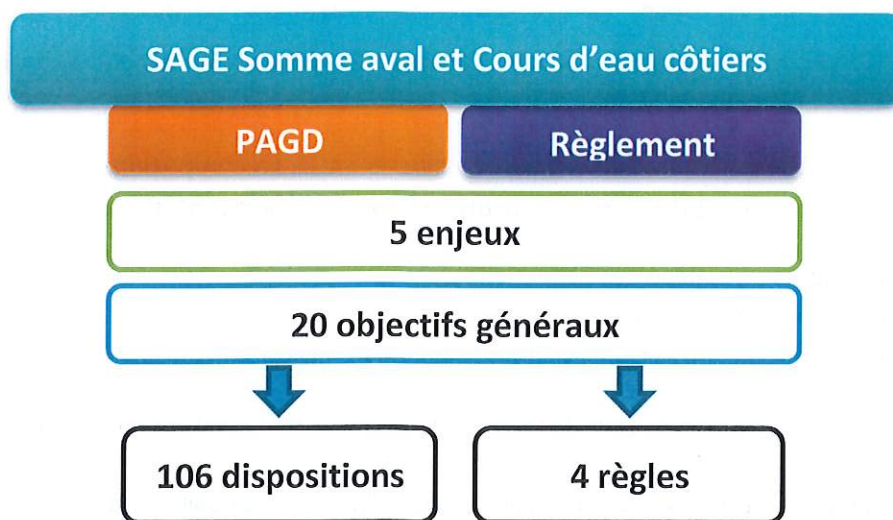 SAGE Somme aval et Cours d'eau côtiers
PAGD
Règlement
5 enjeux
20 objectifs généraux
106 dispositions
4 règles